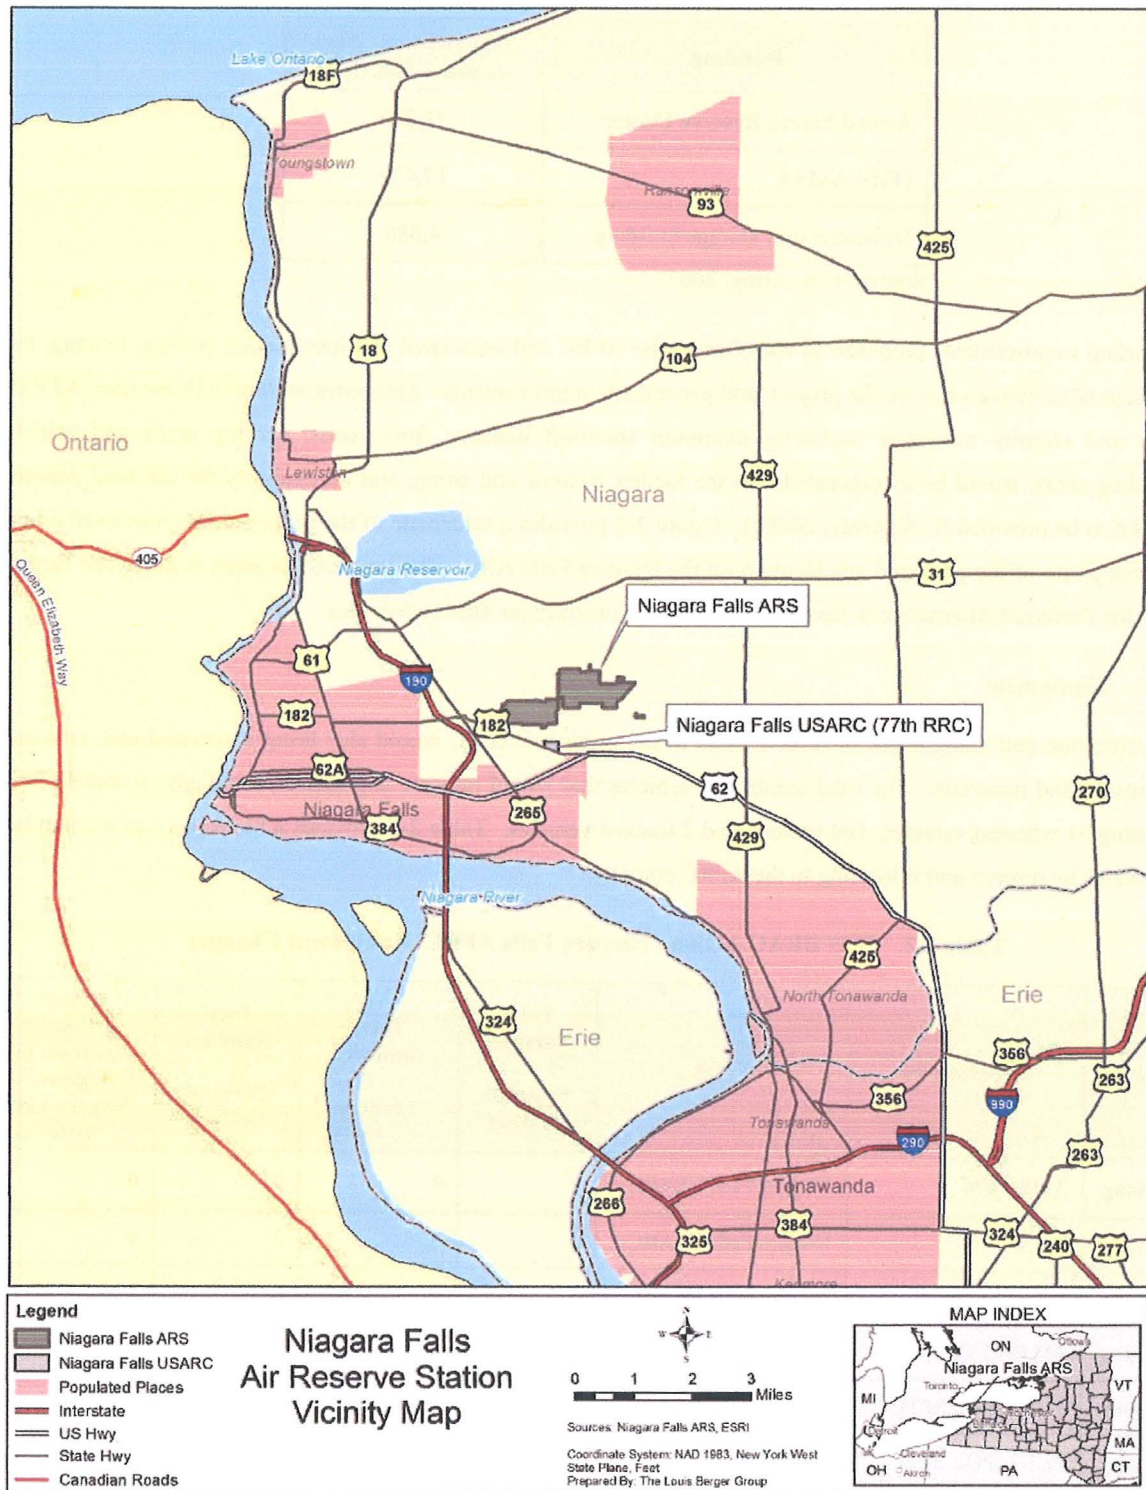 Lake Ontario
18F
Youngstown
Ransomville
93
425
18
104
Ontario
Lewiston
429
Niagara
405
Niagara Reservoir
31
Queen Elizabeth Way
Niagara Falls ARS
61
190
182
182
Niagara Falls USARC (77th RRC)
62A
62
270
Niagara Falls
265
384
429
Niagara River
425
North Tonawanda
Erie
324
Erie
356
263
356
990
Tonawanda
290
263
Tonawanda
266
384
325
324
240
277
Kenmore
Legend
Niagara Falls ARS
Niagara Falls USARC
Populated Places
Interstate
US Hwy
State Hwy
Canadian Roads
Niagara Falls
Air Reserve Station
Vicinity Map
N
W E
S
0 1 2 3
Miles
Sources: Niagara Falls ARS, ESRI
Coordinate System: NAD 1983, New York West
State Plane, Feet
Prepared By: The Louis Berger Group
MAP INDEX
ON
Ottowa
Niagara Falls ARS
Toronto
VT
MI
Rochester
Buffalo
Detroit
MA
Cleveland
CT
OH
Akron
PA